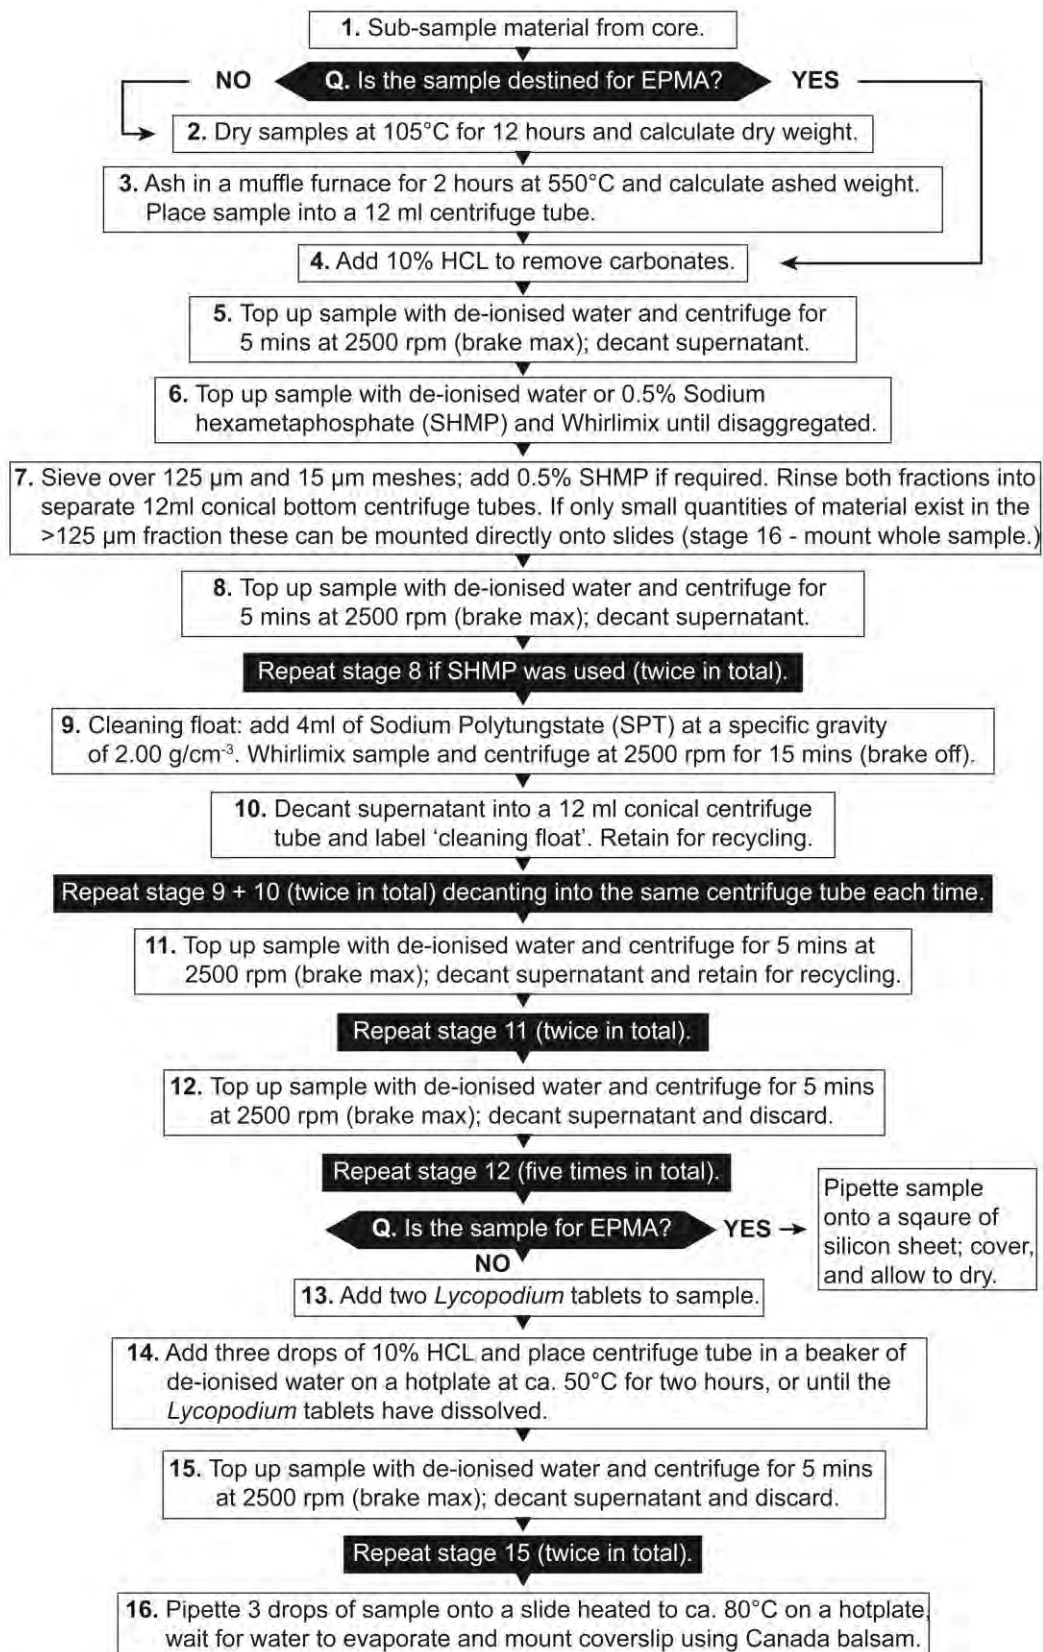 1. Sub-sample material from core.
NO
Q. Is the sample destined for EPMA?
YES
2. Dry samples at 105°C for 12 hours and calculate dry weight.
3. Ash in a muffle furnace for 2 hours at 550°C and calculate ashed weight.
Place sample into a 12 ml centrifuge tube.
4. Add 10% HCL to remove carbonates.
5. Top up sample with de-ionised water and centrifuge for
5 mins at 2500 rpm (brake max); decant supernatant.
6. Top up sample with de-ionised water or 0.5% Sodium
hexametaphosphate (SHMP) and Whirlimix until disaggregated.
7. Sieve over 125 µm and 15 µm meshes; add 0.5% SHMP if required. Rinse both fractions into
separate 12ml conical bottom centrifuge tubes. If only small quantities of material exist in the
>125 µm fraction these can be mounted directly onto slides (stage 16 - mount whole sample.)
8. Top up sample with de-ionised water and centrifuge for
5 mins at 2500 rpm (brake max); decant supernatant.
Repeat stage 8 if SHMP was used (twice in total).
9. Cleaning float: add 4ml of Sodium Polytungstate (SPT) at a specific gravity
of 2.00 g/cm⁻³. Whirlimix sample and centrifuge at 2500 rpm for 15 mins (brake off).
10. Decant supernatant into a 12 ml conical centrifuge
tube and label ‘cleaning float’. Retain for recycling.
Repeat stage 9 + 10 (twice in total) decanting into the same centrifuge tube each time.
11. Top up sample with de-ionised water and centrifuge for 5 mins at
2500 rpm (brake max); decant supernatant and retain for recycling.
Repeat stage 11 (twice in total).
12. Top up sample with de-ionised water and centrifuge for 5 mins
at 2500 rpm (brake max); decant supernatant and discard.
Repeat stage 12 (five times in total).
Q. Is the sample for EPMA?
YES
Pipette sample
onto a sqaure of
silicon sheet; cover,
and allow to dry.
NO
13. Add two Lycopodium tablets to sample.
14. Add three drops of 10% HCL and place centrifuge tube in a beaker of
de-ionised water on a hotplate at ca. 50°C for two hours, or until the
Lycopodium tablets have dissolved.
15. Top up sample with de-ionised water and centrifuge for 5 mins
at 2500 rpm (brake max); decant supernatant and discard.
Repeat stage 15 (twice in total).
16. Pipette 3 drops of sample onto a slide heated to ca. 80°C on a hotplate,
wait for water to evaporate and mount coverslip using Canada balsam.